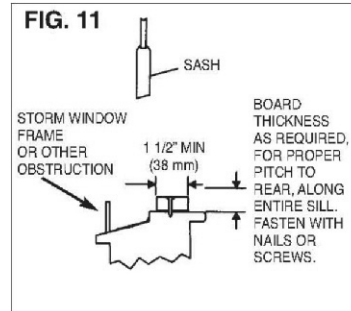 FIG. 11
SASH
STORM WINDOW
FRAME
OR OTHER
OBSTRUCTION
1 1/2" MIN
(38 mm)
BOARD
THICKNESS
AS REQUIRED,
FOR PROPER
PITCH TO
REAR, ALONG
ENTIRE SILL.
FASTEN WITH
NAILS OR
SCREWS.